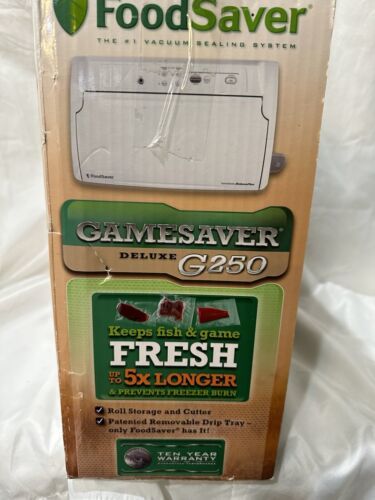 FoodSaver®
THE #1 VACUUM SEALING SYSTEM
FoodSaver
GAMESAVER®
DELUXE G250
Keeps fish & game
FRESH
UP TO 5X LONGER
& PREVENTS FREEZER BURN
✓ Roll Storage and Cutter
✓ Patented Removable Drip Tray –
only FoodSaver® has It!
TEN YEAR
WARRANTY